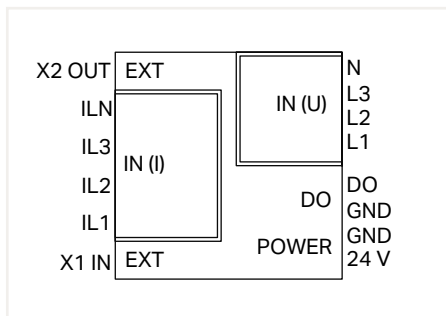 X2 OUT EXT
ILN
IL3
IL2
IL1
IN (I)
X1 IN EXT
IN (U)
N
L3
L2
L1
DO DO
GND
GND
POWER 24 V